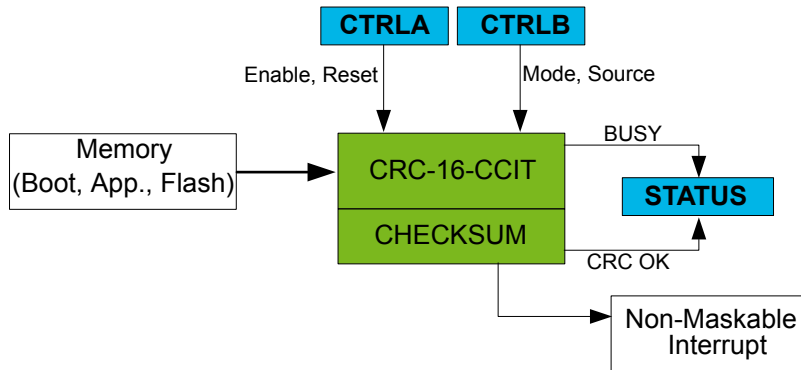 CTRLA
CTRLB
Enable, Reset
Mode, Source
Memory
(Boot, App., Flash)
CRC-16-CCIT
BUSY
STATUS
CHECKSUM
CRC OK
Non-Maskable
Interrupt